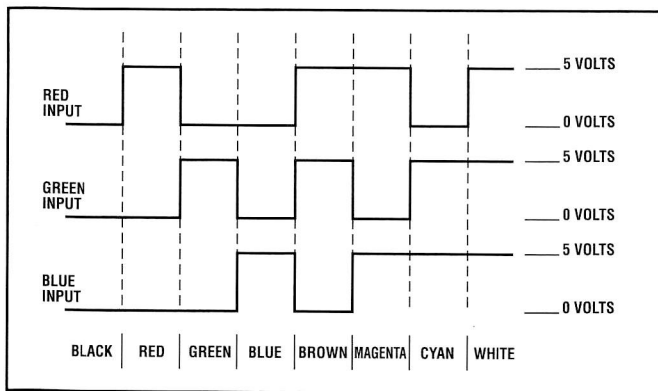 5 VOLTS
RED
INPUT
0 VOLTS
5 VOLTS
GREEN
INPUT
0 VOLTS
5 VOLTS
BLUE
INPUT
0 VOLTS
BLACK RED GREEN BLUE BROWN MAGENTA CYAN WHITE